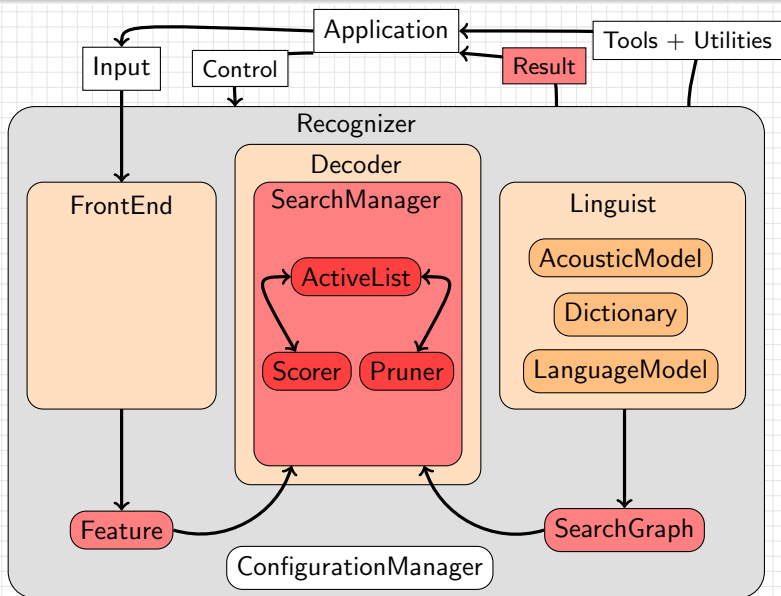 Application
Tools + Utilities
Input
Control
Result
Recognizer
Decoder
FrontEnd
SearchManager
Linguist
AcousticModel
ActiveList
Dictionary
Scorer
Pruner
LanguageModel
Feature
SearchGraph
ConfigurationManager